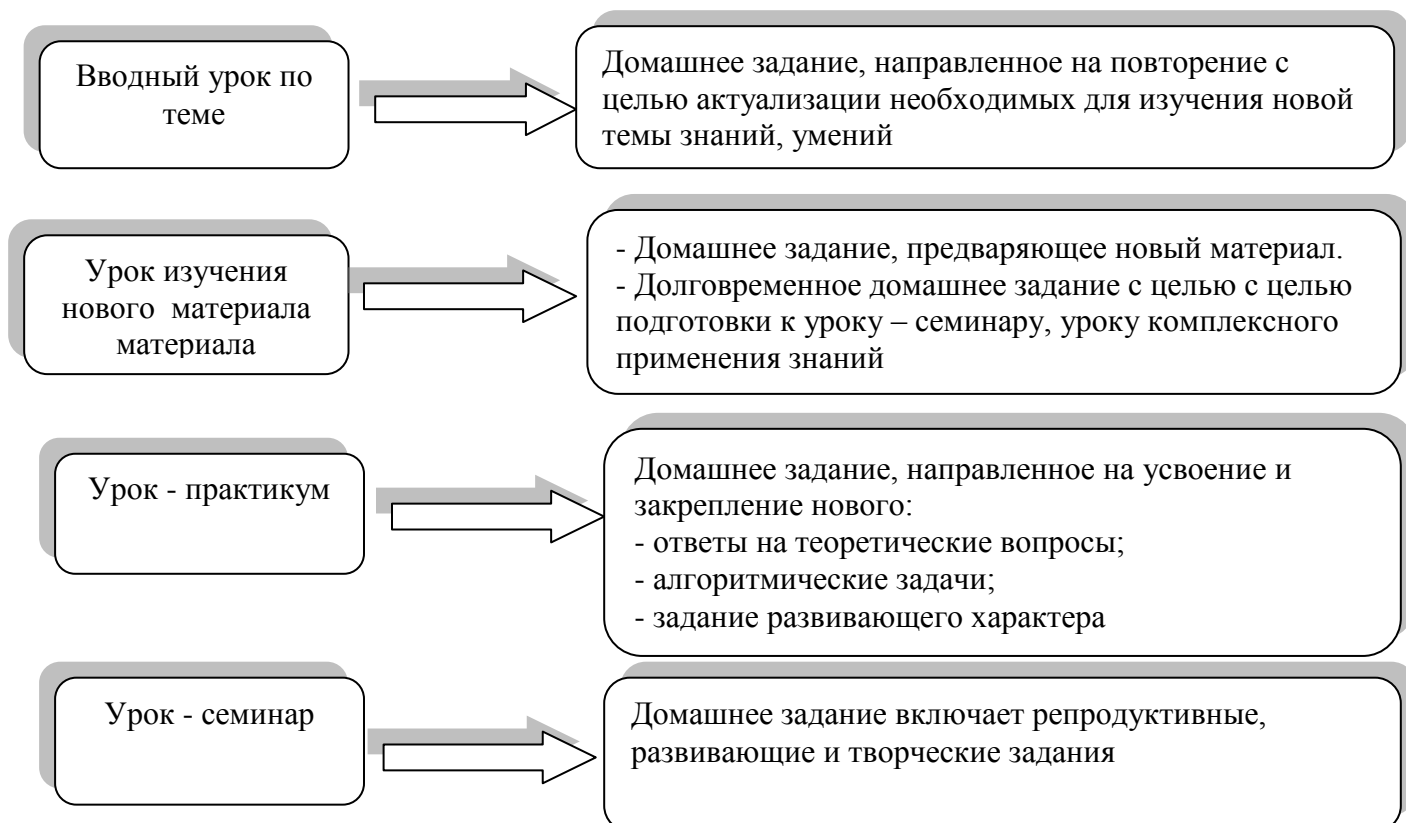 Вводный урок по
теме
Домашнее задание, направленное на повторение с
целью актуализации необходимых для изучения новой
темы знаний, умений
Урок изучения
нового материала
материала
- Домашнее задание, предваряющее новый материал.
- Долговременное домашнее задание с целью с целью
подготовки к уроку – семинару, уроку комплексного
применения знаний
Урок - практикум
Домашнее задание, направленное на усвоение и
закрепление нового:
- ответы на теоретические вопросы;
- алгоритмические задачи;
- задание развивающего характера
Урок - семинар
Домашнее задание включает репродуктивные,
развивающие и творческие задания